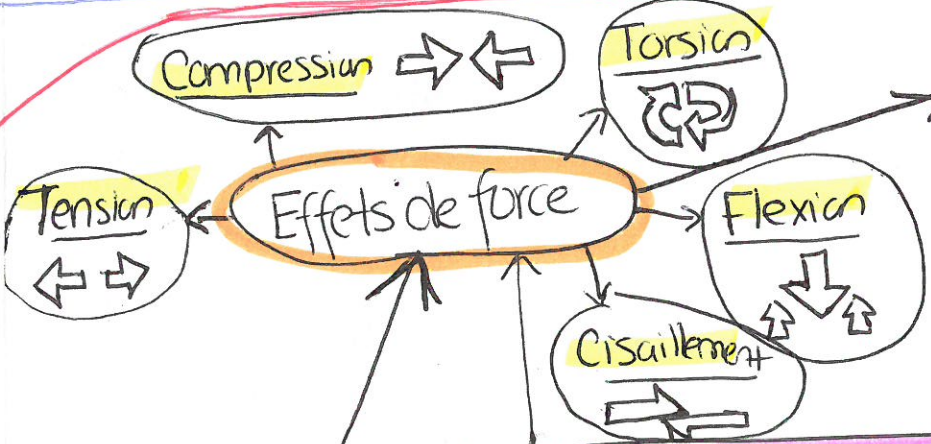 Compression
Torsion
Tension
Effets de force
Flexion
Cisaillement